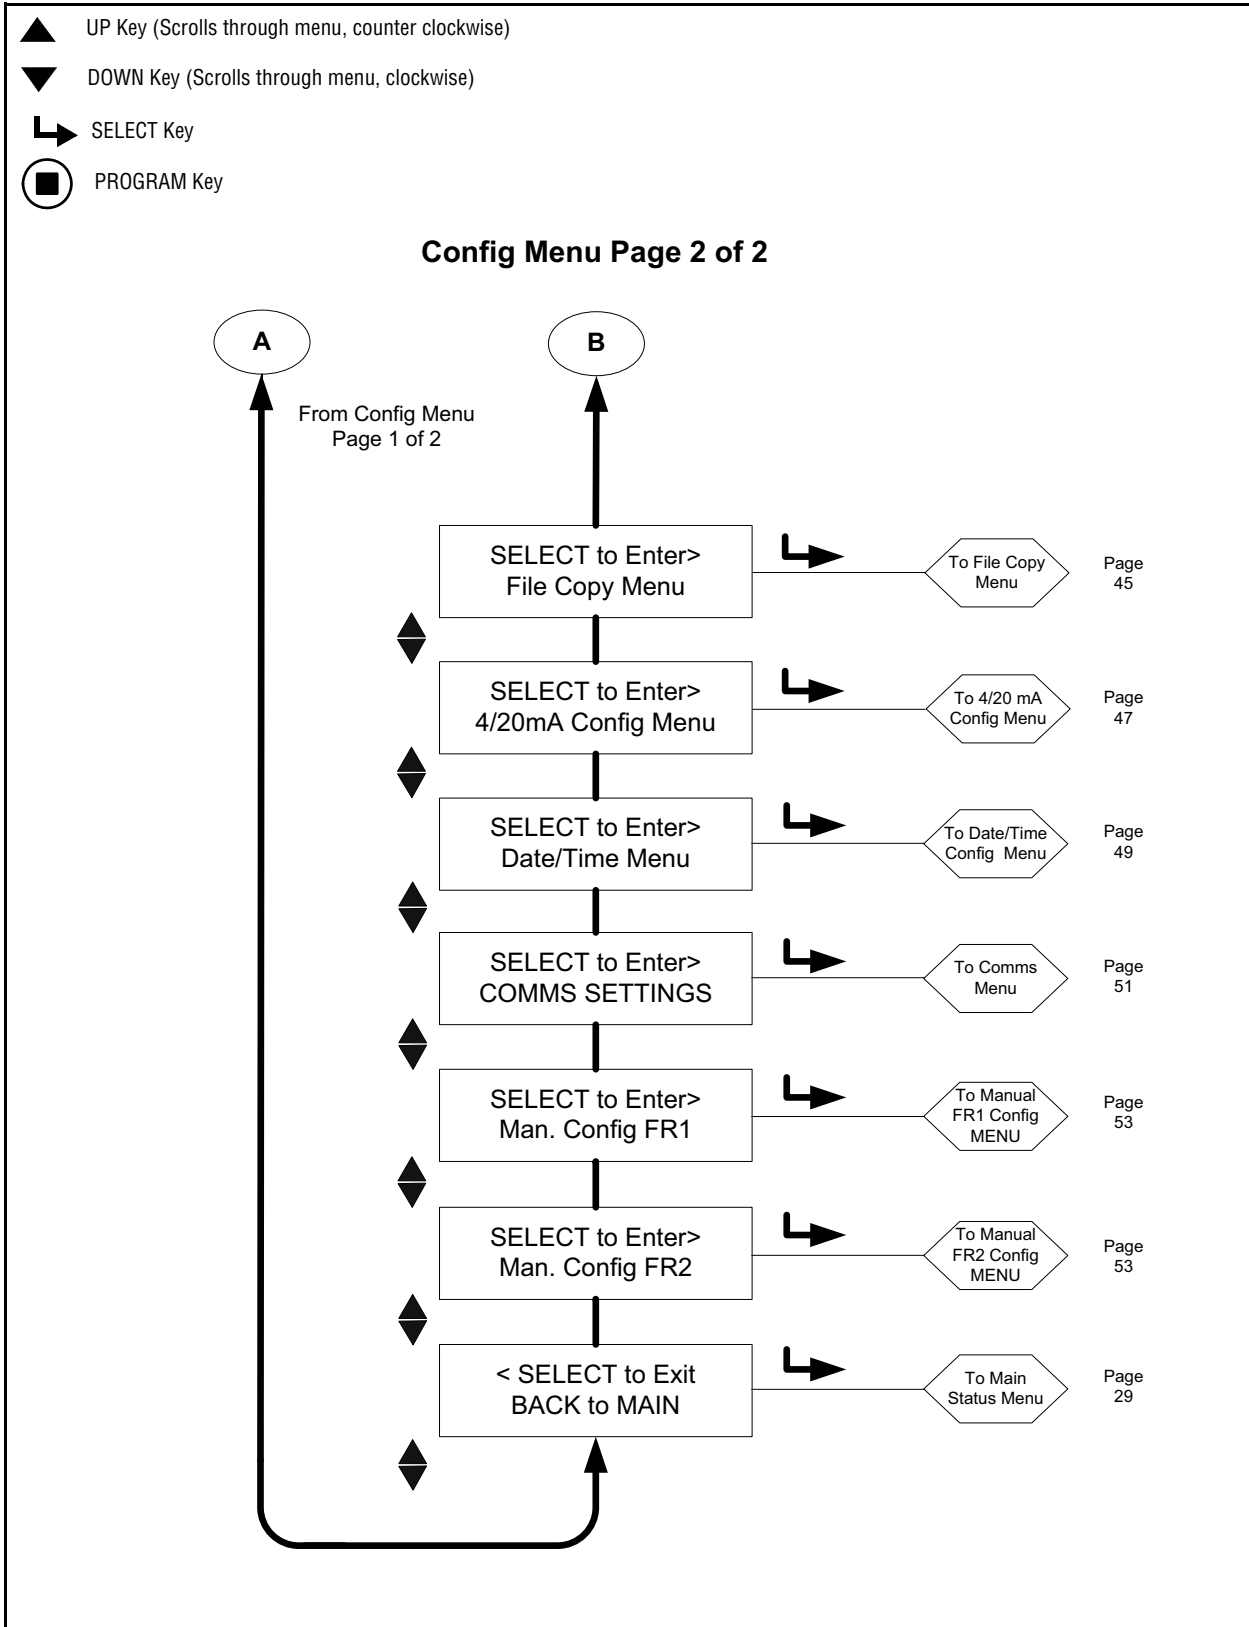 UP Key (Scrolls through menu, counter clockwise)
DOWN Key (Scrolls through menu, clockwise)
SELECT Key
PROGRAM Key
Config Menu Page 2 of 2
A
B
From Config Menu
Page 1 of 2
SELECT to Enter>
File Copy Menu
To File Copy
Menu
Page
45
SELECT to Enter>
4/20mA Config Menu
To 4/20 mA
Config Menu
Page
47
SELECT to Enter>
Date/Time Menu
To Date/Time
Config Menu
Page
49
SELECT to Enter>
COMMS SETTINGS
To Comms
Menu
Page
51
SELECT to Enter>
Man. Config FR1
To Manual
FR1 Config
MENU
Page
53
SELECT to Enter>
Man. Config FR2
To Manual
FR2 Config
MENU
Page
53
< SELECT to Exit
BACK to MAIN
To Main
Status Menu
Page
29